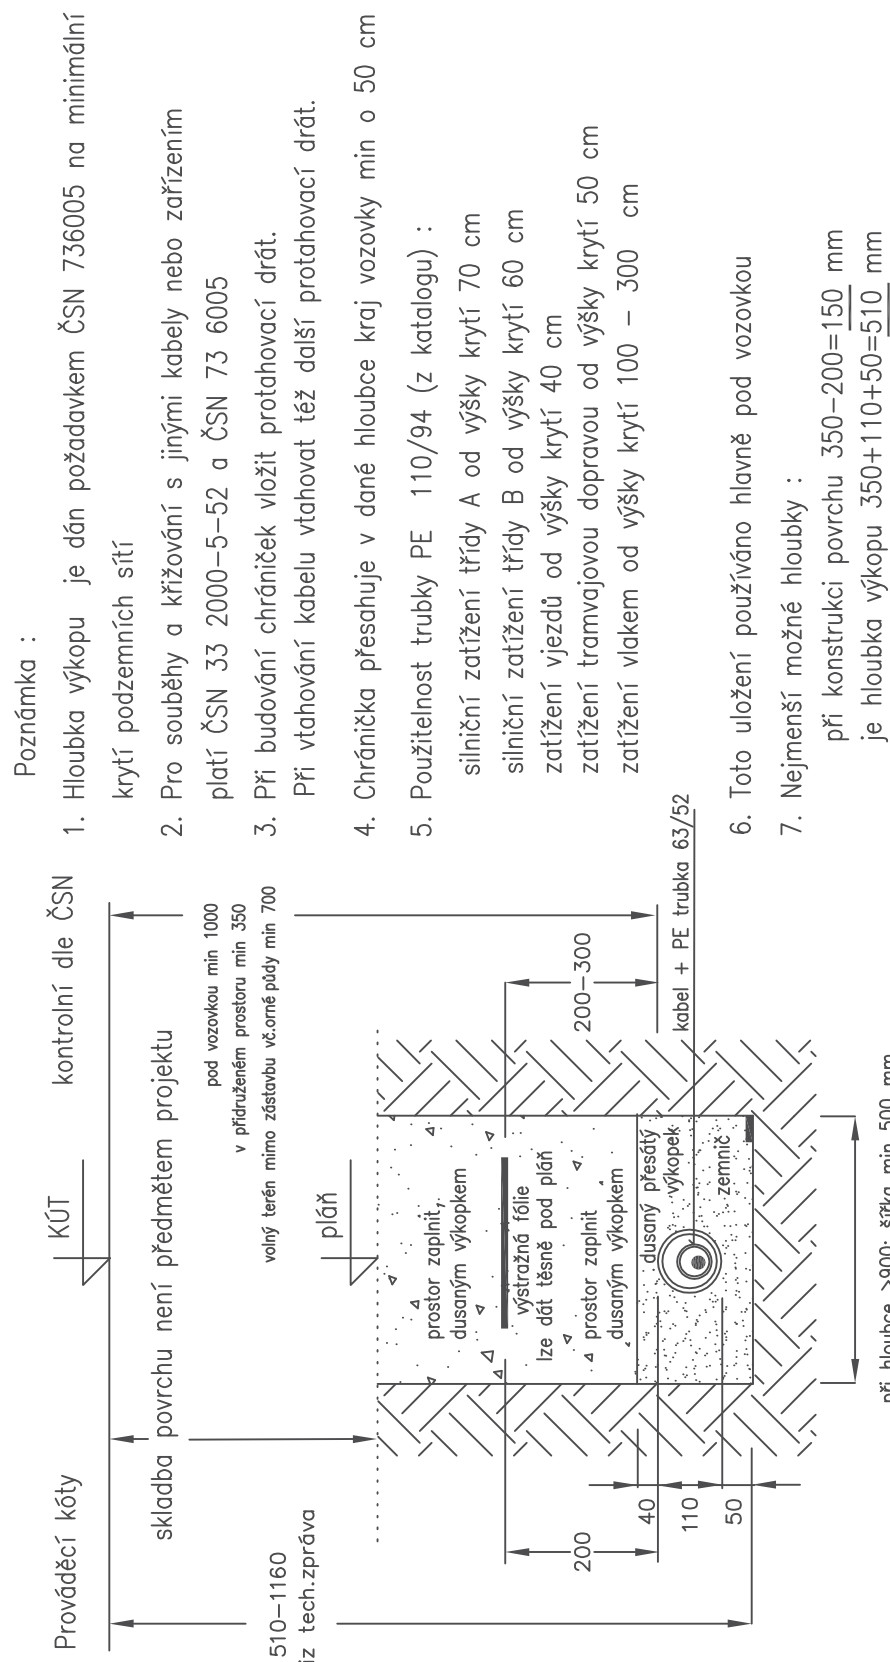 Prováděcí kóty
KÚT
kontrolní dle ČSN
skladba povrchu není předmětem projektu
pod vozovkou min 1000
v přidruženém prostoru min 350
volný terén mimo zástavbu vč.orné půdy min 700
510-1160
iz tech.zpráva
pláň
prostor zaplnit
dusaným výkopkem
výstražná fólie
lze dát těsně pod pláň
prostor zaplnit
dusaným výkopkem
dusaný přesátý
výkopek
zemnič
200
200-300
40
110
50
kabel + PE trubka 63/52
při hloubce >900: šířka min 500 mm
Poznámka :
1. Hloubka výkopu je dán požadavkem ČSN 736005 na minimální
krytí podzemních sítí
2. Pro souběhy a křižování s jinými kabely nebo zařízením
platí ČSN 33 2000-5-52 a ČSN 73 6005
3. Při budování chrániček vložit protahovací drát.
Při vtahování kabelu vtahovat též další protahovací drát.
4. Chránička přesahuje v dané hloubce kraj vozovky min o 50 cm
5. Použitelnost trubky PE 110/94 (z katalogu) :
silniční zatížení třídy A od výšky krytí 70 cm
silniční zatížení třídy B od výšky krytí 60 cm
zatížení vjezdů od výšky krytí 40 cm
zatížení tramvajovou dopravou od výšky krytí 50 cm
zatížení vlakem od výšky krytí 100 - 300 cm
6. Toto uložení používáno hlavně pod vozovkou
7. Nejmenší možné hloubky :
při konstrukci povrchu 350-200=150 mm
je hloubka výkopu 350+110+50=510 mm